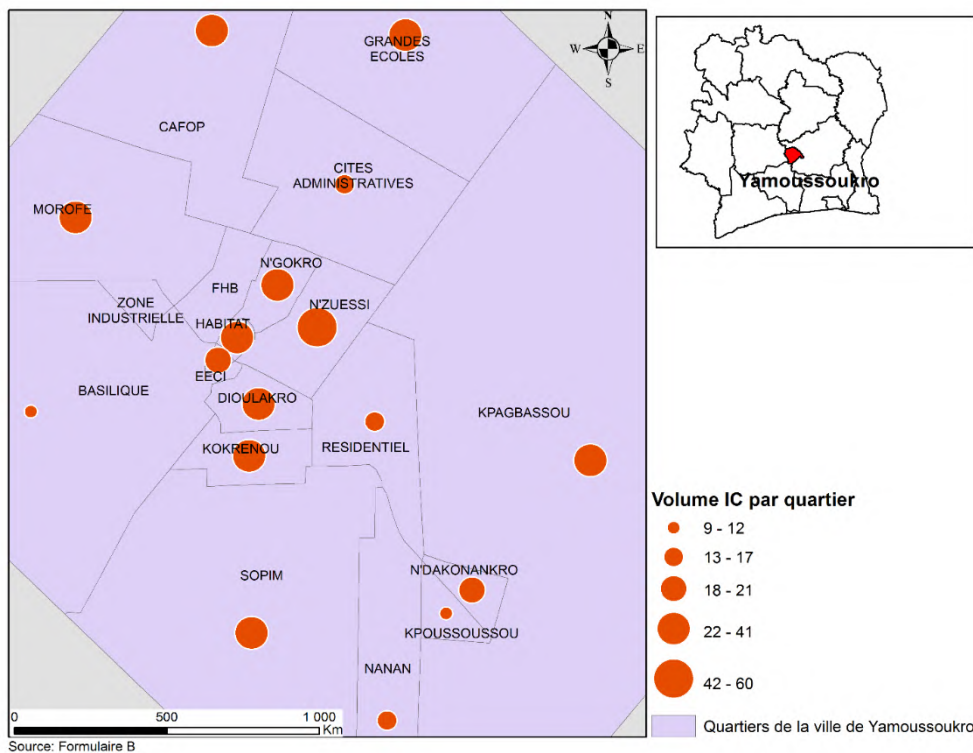 N
W E
S
GRANDES
ECOLES
CAFOP
CITES
ADMINISTRATIVES
MOROFE
N'GOKRO
FHB
N'ZUESSI
ZONE
INDUSTRIELLE
HABITAT
EECI
BASILIQUE
DIOULAKRO
KPAGBASSOU
KOKRENOU
RESIDENTIEL
SOPIM
N'DAKONANKRO
KPOUSSOUSSOU
NANAN
0 500 1 000
Km
Source: Formulaire B
Yamoussoukro
Volume IC par quartier
9 - 12
13 - 17
18 - 21
22 - 41
42 - 60
Quartiers de la ville de Yamoussoukro